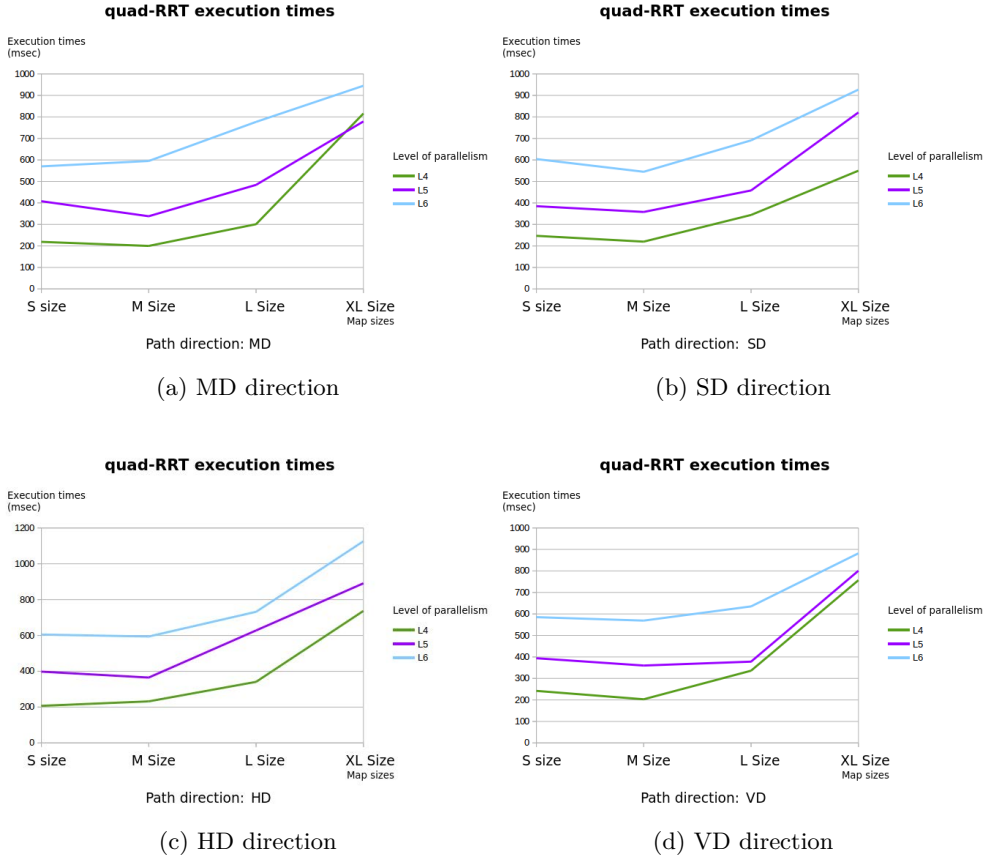 quad-RRT execution times
Execution times
(msec)
1000
900
800
700
600
500
400
300
200
100
0
S size M Size L Size XL Size
Map sizes
Level of parallelism
L4
L5
L6
Path direction: MD
(a) MD direction
quad-RRT execution times
Execution times
(msec)
1000
900
800
700
600
500
400
300
200
100
0
S size M Size L Size XL Size
Map sizes
Level of parallelism
L4
L5
L6
Path direction: SD
(b) SD direction
quad-RRT execution times
Execution times
(msec)
1200
1000
800
600
400
200
0
S size M Size L Size XL Size
Map sizes
Level of parallelism
L4
L5
L6
Path direction: HD
(c) HD direction
quad-RRT execution times
Execution times
(msec)
1000
900
800
700
600
500
400
300
200
100
0
S size M Size L Size XL Size
Map sizes
Level of parallelism
L4
L5
L6
Path direction: VD
(d) VD direction